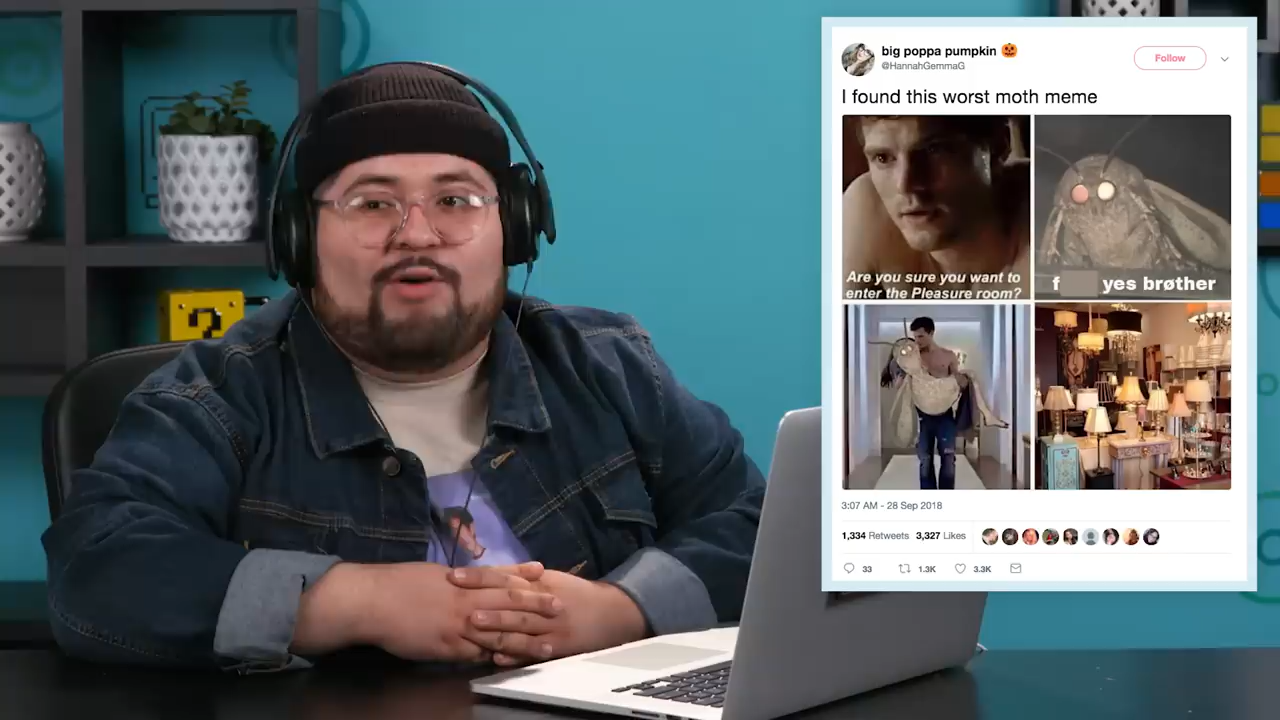 big poppa pumpkin
@HannahGemmaG
Follow
I found this worst moth meme
Are you sure you want to
enter the Pleasure room?
f yes brøther
3:07 AM - 28 Sep 2018
1,334 Retweets 3,327 Likes
33 1.3K 3.3K
?